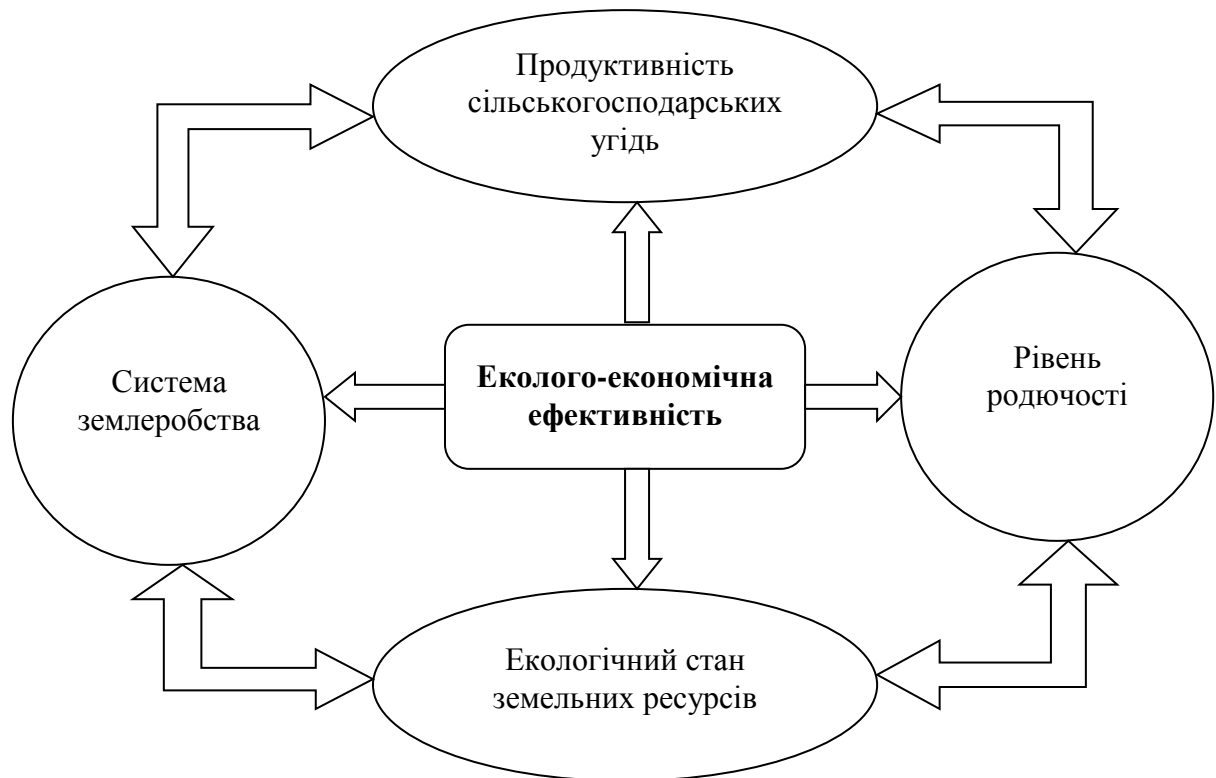 Продуктивність
сільськогосподарських
угідь
Система
землеробства
Еколого-економічна
ефективність
Рівень
родючості
Екологічний стан
земельних ресурсів